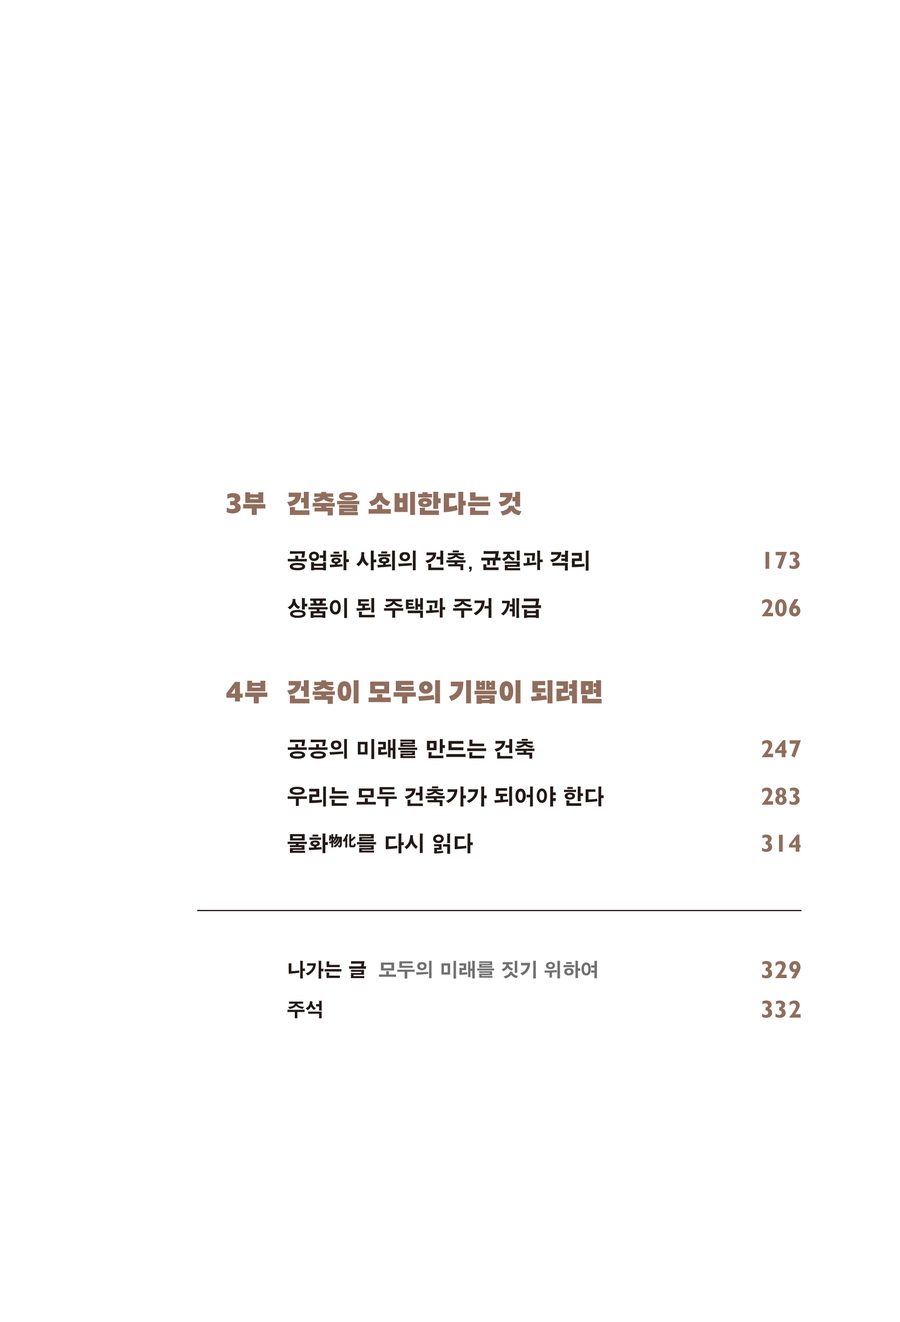 3부 건축을 소비한다는 것
공업화 사회의 건축, 균질과 격리 173
상품이 된 주택과 주거 계급 206
4부 건축이 모두의 기쁨이 되려면
공공의 미래를 만드는 건축 247
우리는 모두 건축가가 되어야 한다 283
물화物化를 다시 읽다 314
나가는 글 모두의 미래를 짓기 위하여 329
주석 332